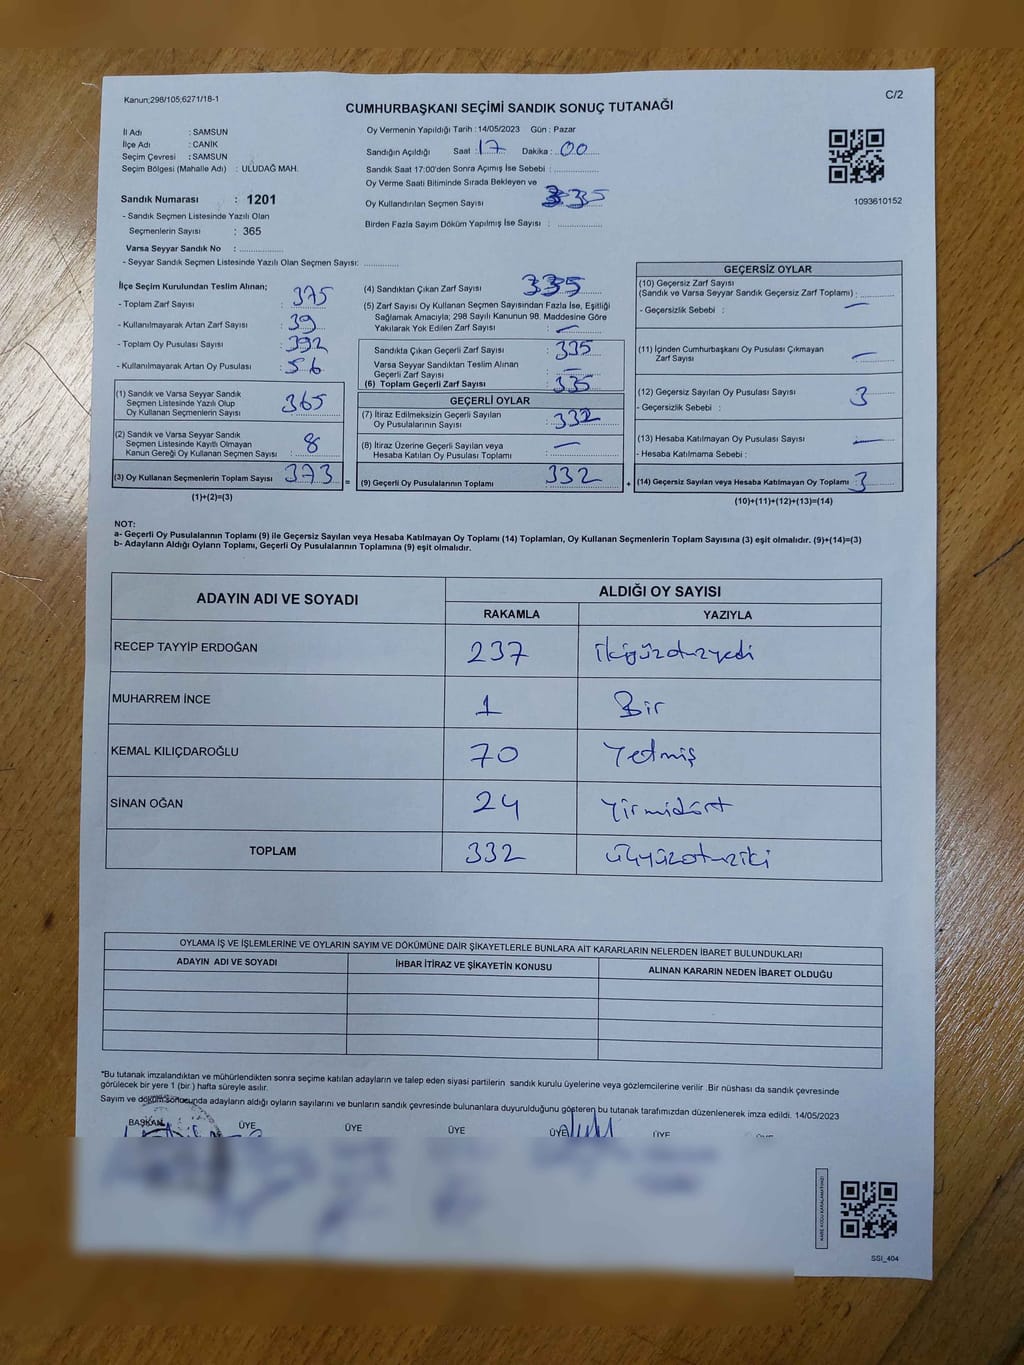 Kanun;298/105;6271/18-1
C/2
CUMHURBAŞKANI SEÇİMİ SANDIK SONUÇ TUTANAĞI
İl Adı : SAMSUN
İlçe Adı : CANİK
Seçim Çevresi : SAMSUN
Seçim Bölgesi (Mahalle Adı) : ULUDAĞ MAH.
Oy Vermenin Yapıldığı Tarih :14/05/2023 Gün : Pazar
Sandığın Açıldığı Saat : 17 Dakika : 00
Sandık Saat 17:00'den Sonra Açımış İse Sebebi :
Oy Verme Saati Bitiminde Sırada Bekleyen ve
Oy Kullandırılan Seçmen Sayısı 335
Birden Fazla Sayım Döküm Yapılmış İse Sayısı :
1093610152
Sandık Numarası : 1201
- Sandık Seçmen Listesinde Yazılı Olan
Seçmenlerin Sayısı : 365
Varsa Seyyar Sandık No :
- Seyyar Sandık Seçmen Listesinde Yazılı Olan Seçmen Sayısı:
İlçe Seçim Kurulundan Teslim Alınan;
- Toplam Zarf Sayısı : 375
- Kullanılmayarak Artan Zarf Sayısı : 39
- Toplam Oy Pusulası Sayısı : 392
- Kullanılmayarak Artan Oy Pusulası : 56
(1) Sandık ve Varsa Seyyar Sandık
Seçmen Listesinde Yazılı Olup
Oy Kullanan Seçmenlerin Sayısı 365
(2) Sandık ve Varsa Seyyar Sandık
Seçmen Listesinde Kayıtlı Olmayan
Kanun Gereği Oy Kullanan Seçmen Sayısı : 8
(3) Oy Kullanan Seçmenlerin Toplam Sayısı : 373 =
(1)+(2)=(3)
(4) Sandıktan Çıkan Zarf Sayısı 335
(5) Zarf Sayısı Oy Kullanan Seçmen Sayısından Fazla İse, Eşitliği
Sağlamak Amacıyla; 298 Sayılı Kanunun 98. Maddesine Göre
Yakılarak Yok Edilen Zarf Sayısı : —
Sandıkta Çıkan Geçerli Zarf Sayısı : 335
Varsa Seyyar Sandıktan Teslim Alınan
Geçerli Zarf Sayısı : —
(6) Toplam Geçerli Zarf Sayısı : 335
GEÇERLİ OYLAR
(7) İtiraz Edilmeksizin Geçerli Sayılan
Oy Pusulalarının Sayısı : 332
(8) İtiraz Üzerine Geçerli Sayılan veya
Hesaba Katılan Oy Pusulası Toplamı : —
(9) Geçerli Oy Pusulalarının Toplamı : 332 +
GEÇERSİZ OYLAR
(10) Geçersiz Zarf Sayısı
(Sandık ve Varsa Seyyar Sandık Geçersiz Zarf Toplamı) :
- Geçersizlik Sebebi : —
(11) İçinden Cumhurbaşkanı Oy Pusulası Çıkmayan
Zarf Sayısı —
(12) Geçersiz Sayılan Oy Pusulası Sayısı : 3
- Geçersizlik Sebebi :
(13) Hesaba Katılmayan Oy Pusulası Sayısı : —
- Hesaba Katılmama Sebebi :
(14) Geçersiz Sayılan veya Hesaba Katılmayan Oy Toplamı : 3
(10)+(11)+(12)+(13)=(14)
NOT:
a- Geçerli Oy Pusulalarının Toplamı (9) ile Geçersiz Sayılan veya Hesaba Katılmayan Oy Toplamı (14) Toplamları, Oy Kullanan Seçmenlerin Toplam Sayısına (3) eşit olmalıdır. (9)+(14)=(3)
b- Adayların Aldığı Oyların Toplamı, Geçerli Oy Pusulalarının Toplamına (9) eşit olmalıdır.
ADAYIN ADI VE SOYADI
ALDIĞI OY SAYISI
RAKAMLA YAZIYLA
RECEP TAYYİP ERDOĞAN 237 ikiyüzotuzyedi
MUHARREM İNCE 1 Bir
KEMAL KILIÇDAROĞLU 70 Yetmiş
SİNAN OĞAN 24 Yirmidört
TOPLAM 332 üçyüzotuziki
OYLAMA İŞ VE İŞLEMLERİNE VE OYLARIN SAYIM VE DÖKÜMÜNE DAİR ŞİKAYETLERLE BUNLARA AİT KARARLARIN NELERDEN İBARET BULUNDUKLARI
ADAYIN ADI VE SOYADI İHBAR İTİRAZ VE ŞİKAYETİN KONUSU ALINAN KARARIN NEDEN İBARET OLDUĞU
*Bu tutanak imzalandıktan ve mühürlendikten sonra seçime katılan adayların ve talep eden siyasi partilerin sandık kurulu üyelerine veya gözlemcilerine verilir .Bir nüshası da sandık çevresinde
görülecek bir yere 1 (bir.) hafta süreyle asılır.
Sayım ve döküm sonucunda adayların aldığı oyların sayılarını ve bunların sandık çevresinde bulunanlara duyurulduğunu gösteren bu tutanak tarafımızdan düzenlenerek imza edildi. 14/05/2023
BAŞKAN ÜYE ÜYE ÜYE ÜYE ÜYE ÜYE
SSI_404